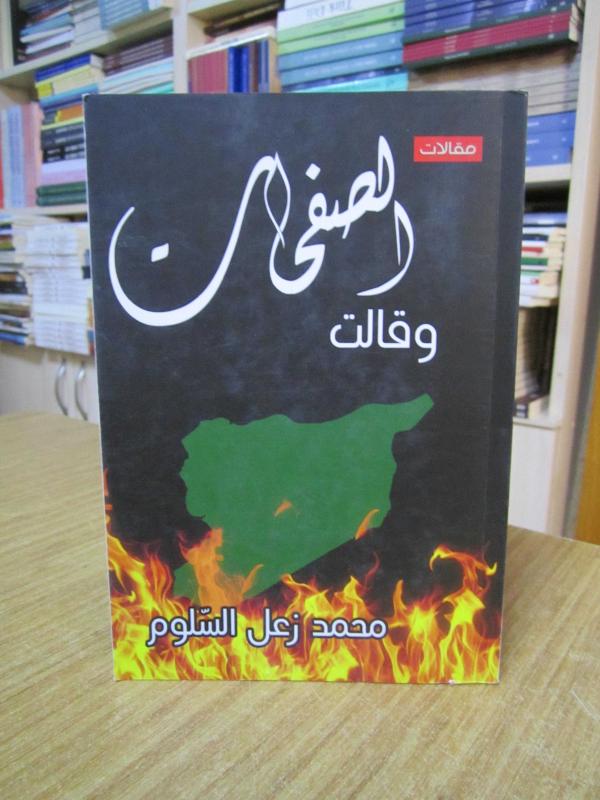 مقالات
الصفحات
وقالت
محمد زعل السّلوم